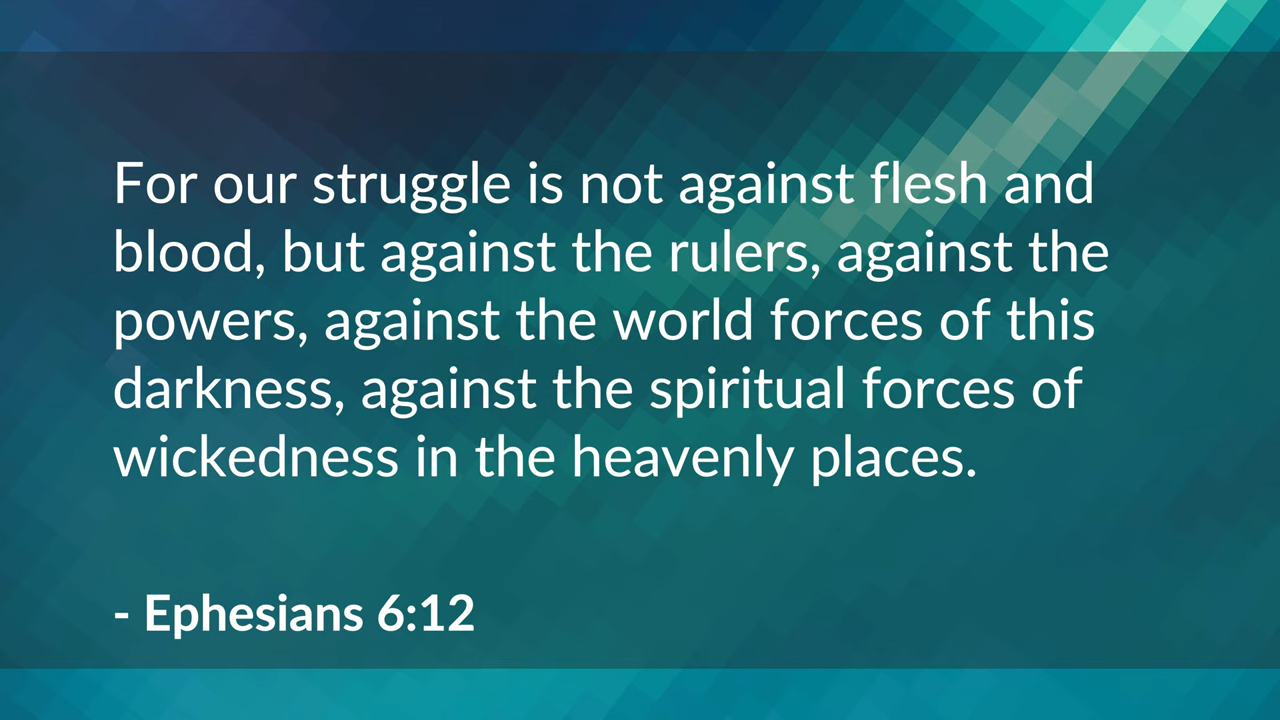 For our struggle is not against flesh and
blood, but against the rulers, against the
powers, against the world forces of this
darkness, against the spiritual forces of
wickedness in the heavenly places.
- Ephesians 6:12